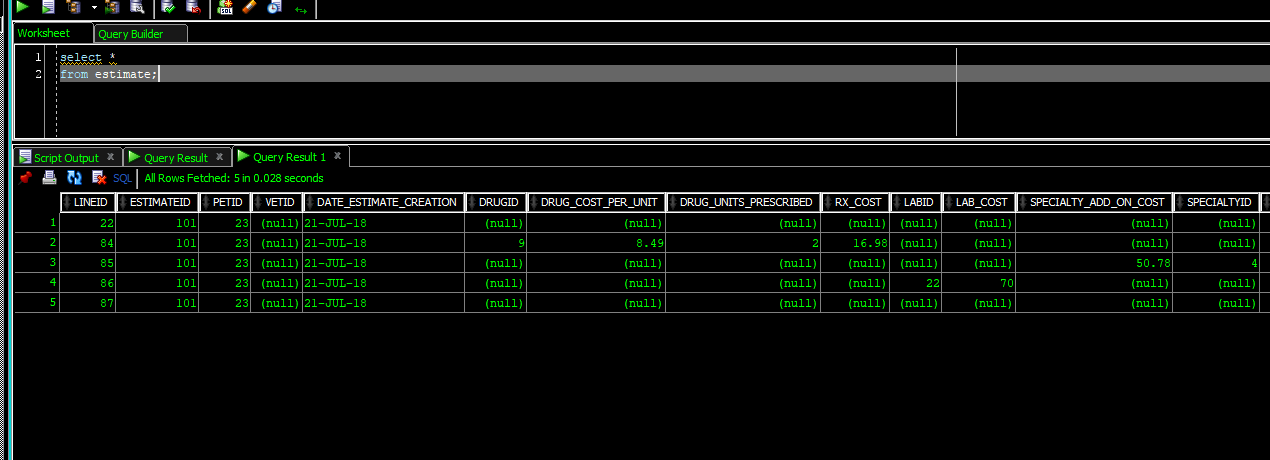 Worksheet Query Builder
1 select *
2 from estimate;
Script Output Query Result Query Result 1
SQL All Rows Fetched: 5 in 0.028 seconds
LINEID ESTIMATEID PETID VETID DATE_ESTIMATE_CREATION DRUGID DRUG_COST_PER_UNIT DRUG_UNITS_PRESCRIBED RX_COST LABID LAB_COST SPECIALTY_ADD_ON_COST SPECIALTYID
1 22 101 23 (null) 21-JUL-18 (null) (null) (null) (null) (null) (null) (null) (null)
2 84 101 23 (null) 21-JUL-18 9 8.49 2 16.98 (null) (null) (null) (null)
3 85 101 23 (null) 21-JUL-18 (null) (null) (null) (null) (null) (null) 50.78 4
4 86 101 23 (null) 21-JUL-18 (null) (null) (null) (null) 22 70 (null) (null)
5 87 101 23 (null) 21-JUL-18 (null) (null) (null) (null) (null) (null) (null) (null)